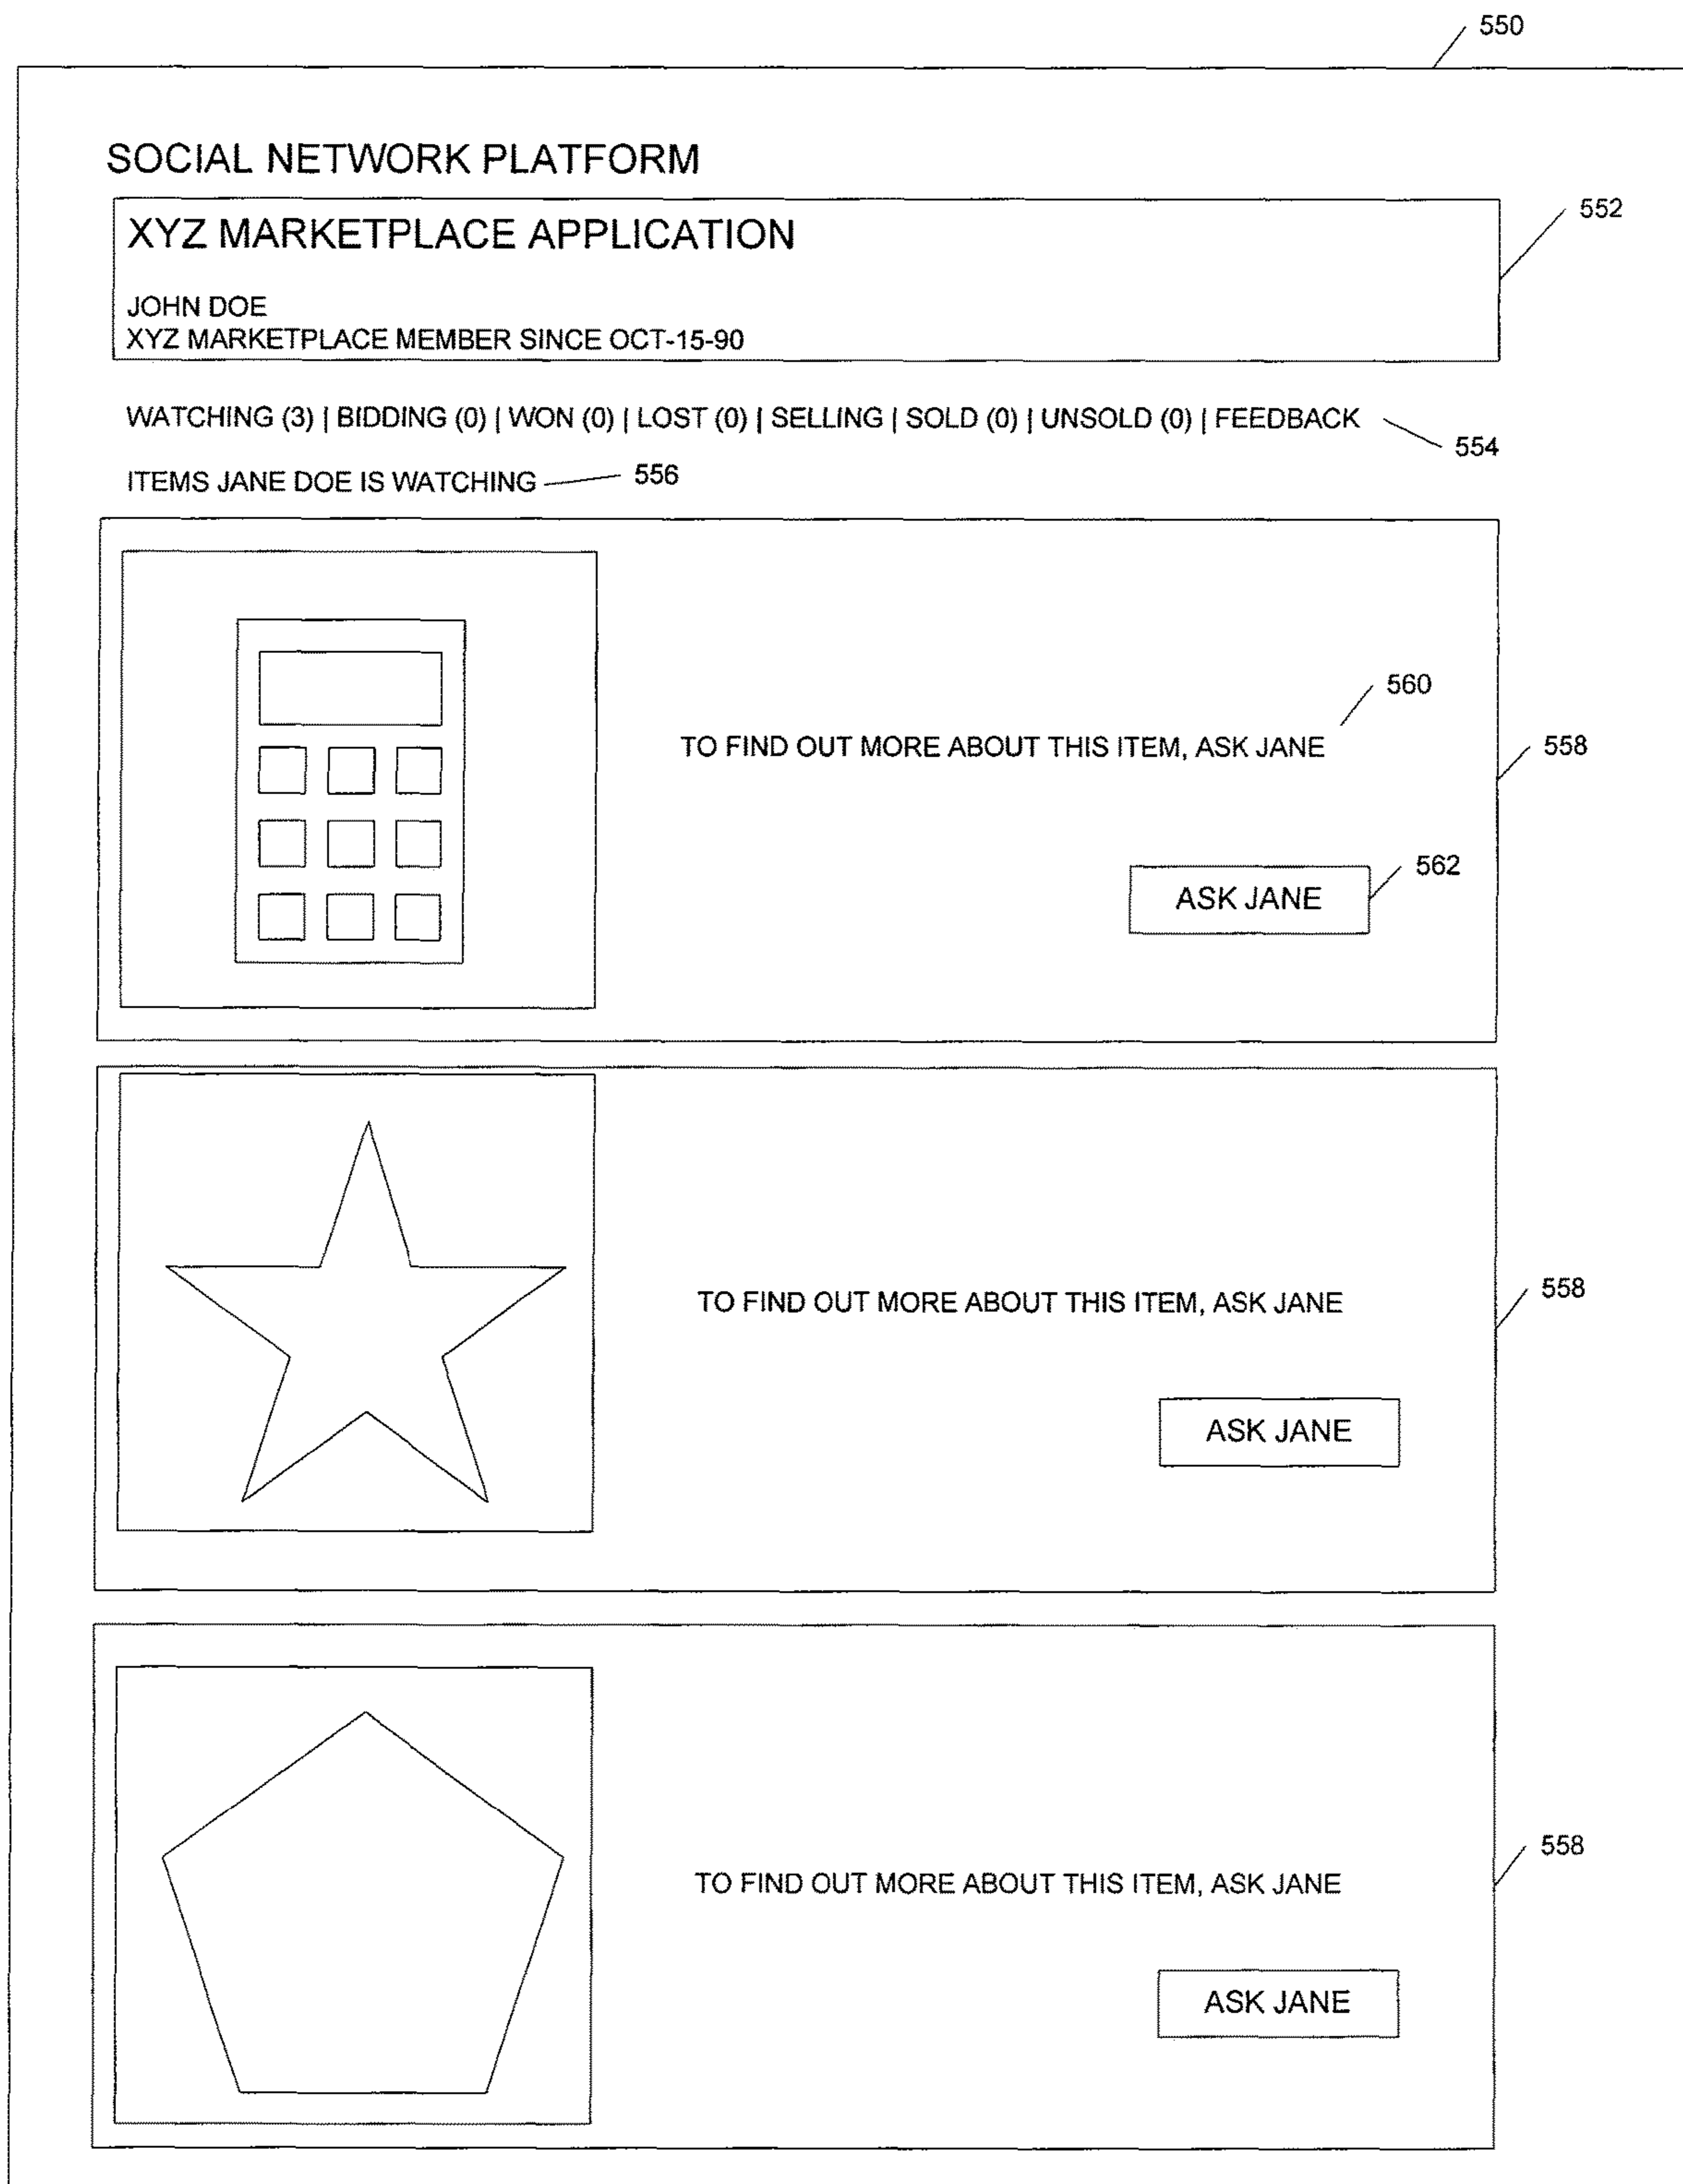 550
SOCIAL NETWORK PLATFORM
552
XYZ MARKETPLACE APPLICATION
JOHN DOE
XYZ MARKETPLACE MEMBER SINCE OCT-15-90
WATCHING (3) | BIDDING (0) | WON (0) | LOST (0) | SELLING | SOLD (0) | UNSOLD (0) | FEEDBACK
554
ITEMS JANE DOE IS WATCHING
556
560
TO FIND OUT MORE ABOUT THIS ITEM, ASK JANE
558
562
ASK JANE
558
TO FIND OUT MORE ABOUT THIS ITEM, ASK JANE
ASK JANE
558
TO FIND OUT MORE ABOUT THIS ITEM, ASK JANE
ASK JANE